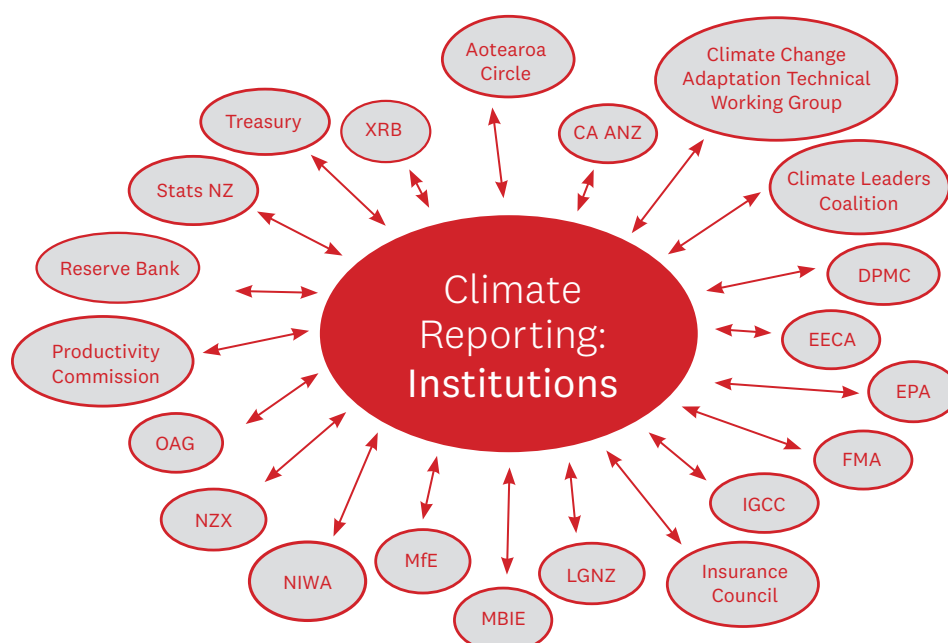 Aotearoa
Circle
Climate Change
Adaptation Technical
Working Group
Treasury
XRB
CA ANZ
Stats NZ
Climate Leaders
Coalition
Reserve Bank
DPMC
Climate
Reporting:
Institutions
EECA
Productivity
Commission
EPA
OAG
FMA
NZX
IGCC
NIWA
MfE
MBIE
LGNZ
Insurance
Council